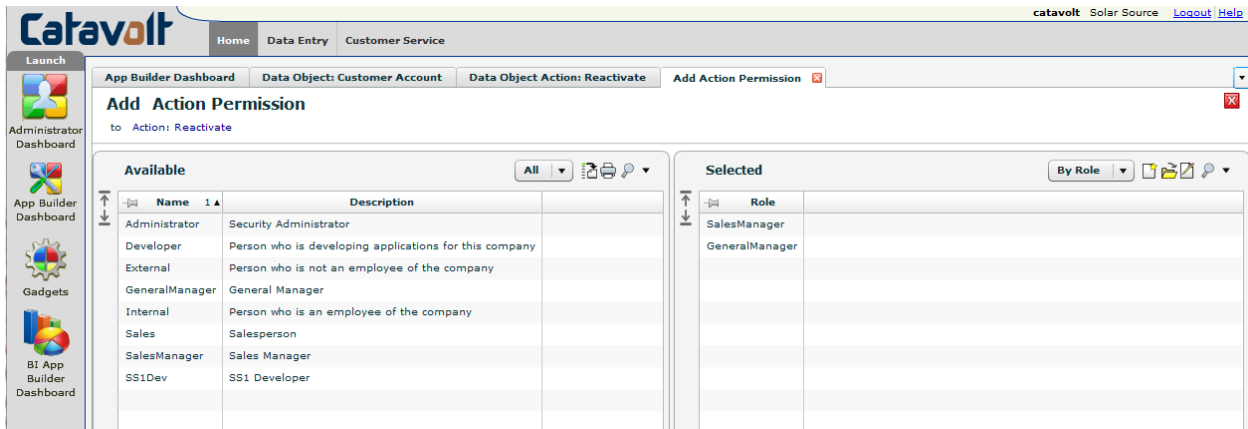 catavolt Solar Source Logout Help
Catavolt
Home Data Entry Customer Service
Launch
App Builder Dashboard Data Object: Customer Account Data Object Action: Reactivate Add Action Permission
Add Action Permission
to Action: Reactivate
Administrator
Dashboard
App Builder
Dashboard
Gadgets
BI App
Builder
Dashboard
Available All
Name 1 Description
Administrator Security Administrator
Developer Person who is developing applications for this company
External Person who is not an employee of the company
GeneralManager General Manager
Internal Person who is an employee of the company
Sales Salesperson
SalesManager Sales Manager
SS1Dev SS1 Developer
Selected By Role
Role
SalesManager
GeneralManager